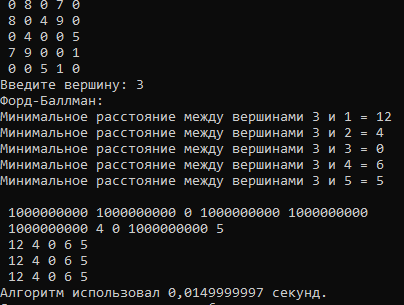 0 8 0 7 0
8 0 4 9 0
0 4 0 0 5
7 9 0 0 1
0 0 5 1 0
Введите вершину: 3
Форд-Баллман:
Минимальное расстояние между вершинами 3 и 1 = 12
Минимальное расстояние между вершинами 3 и 2 = 4
Минимальное расстояние между вершинами 3 и 3 = 0
Минимальное расстояние между вершинами 3 и 4 = 6
Минимальное расстояние между вершинами 3 и 5 = 5
1000000000 1000000000 0 1000000000 1000000000
1000000000 4 0 1000000000 5
12 4 0 6 5
12 4 0 6 5
12 4 0 6 5
Алгоритм использовал 0,0149999997 секунд.